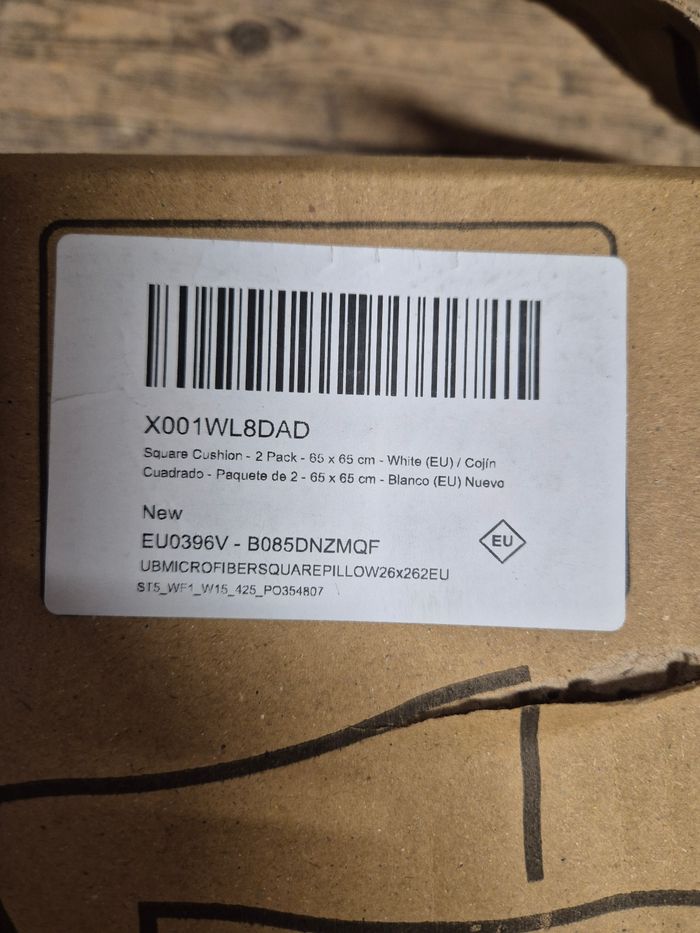 X001WL8DAD
Square Cushion - 2 Pack - 65 x 65 cm - White (EU) / Cojín
Cuadrado - Paquete de 2 - 65 x 65 cm - Blanco (EU) Nuevo
New
EU0396V - B085DNZMQF
EU
UBMICROFIBERSQUAREPILLOW26x262EU
ST5_WF1_W15_425_PO354807